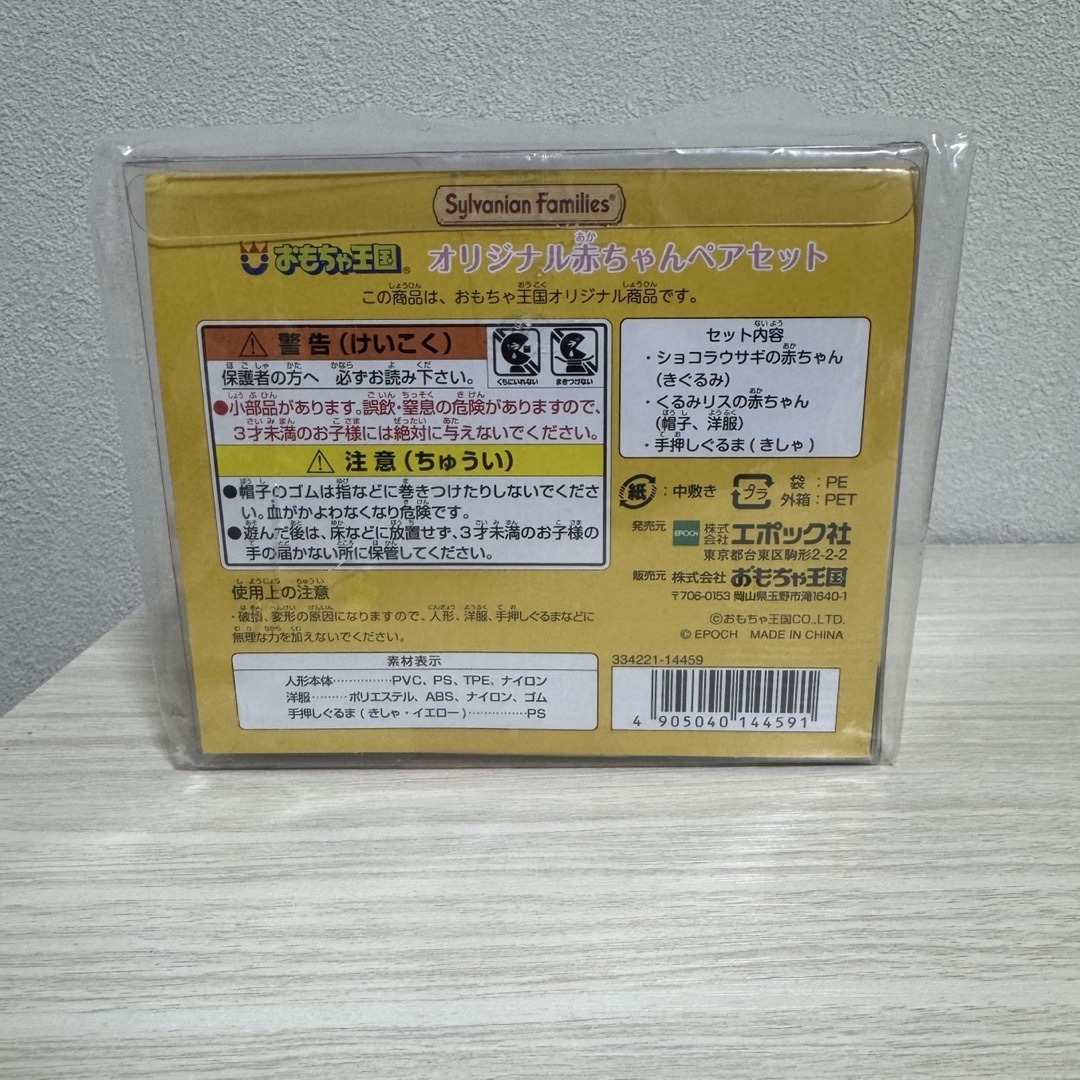 Sylvanian Families®
おもちゃ王国® オリジナル赤ちゃんペアセット
この商品は、おもちゃ王国オリジナル商品です。
警告(けいこく)
くちにいれない
まきつけない
保護者の方へ 必ずお読み下さい。
●小部品があります。誤飲・窒息の危険がありますので、
3才未満のお子様には絶対に与えないでください。
注意(ちゅうい)
●帽子のゴムは指などに巻きつけたりしないでくださ
い。血がかよわなくなり危険です。
●遊んだ後は、床などに放置せず、3才未満のお子様の
手の届かない所に保管してください。
使用上の注意
・破損、変形の原因になりますので、人形、洋服、手押しぐるまなどに
無理な力を加えないでください。
素材表示
人形本体……………PVC、PS、TPE、ナイロン
洋服………ポリエステル、ABS、ナイロン、ゴム
手押しぐるま(きしゃ・イエロー)……………PS
セット内容
・ショコラウサギの赤ちゃん
(きぐるみ)
・くるみリスの赤ちゃん
(帽子、洋服)
・手押しぐるま(きしゃ)
紙:中敷き
プラ 袋:PE
外箱:PET
発売元 EPOCH 株式会社 エポック社
東京都台東区駒形2-2-2
販売元 株式会社 おもちゃ王国
〒706-0153 岡山県玉野市滝1640-1
©おもちゃ王国CO.,LTD.
© EPOCH MADE IN CHINA
334221-14459
4 905040 144591